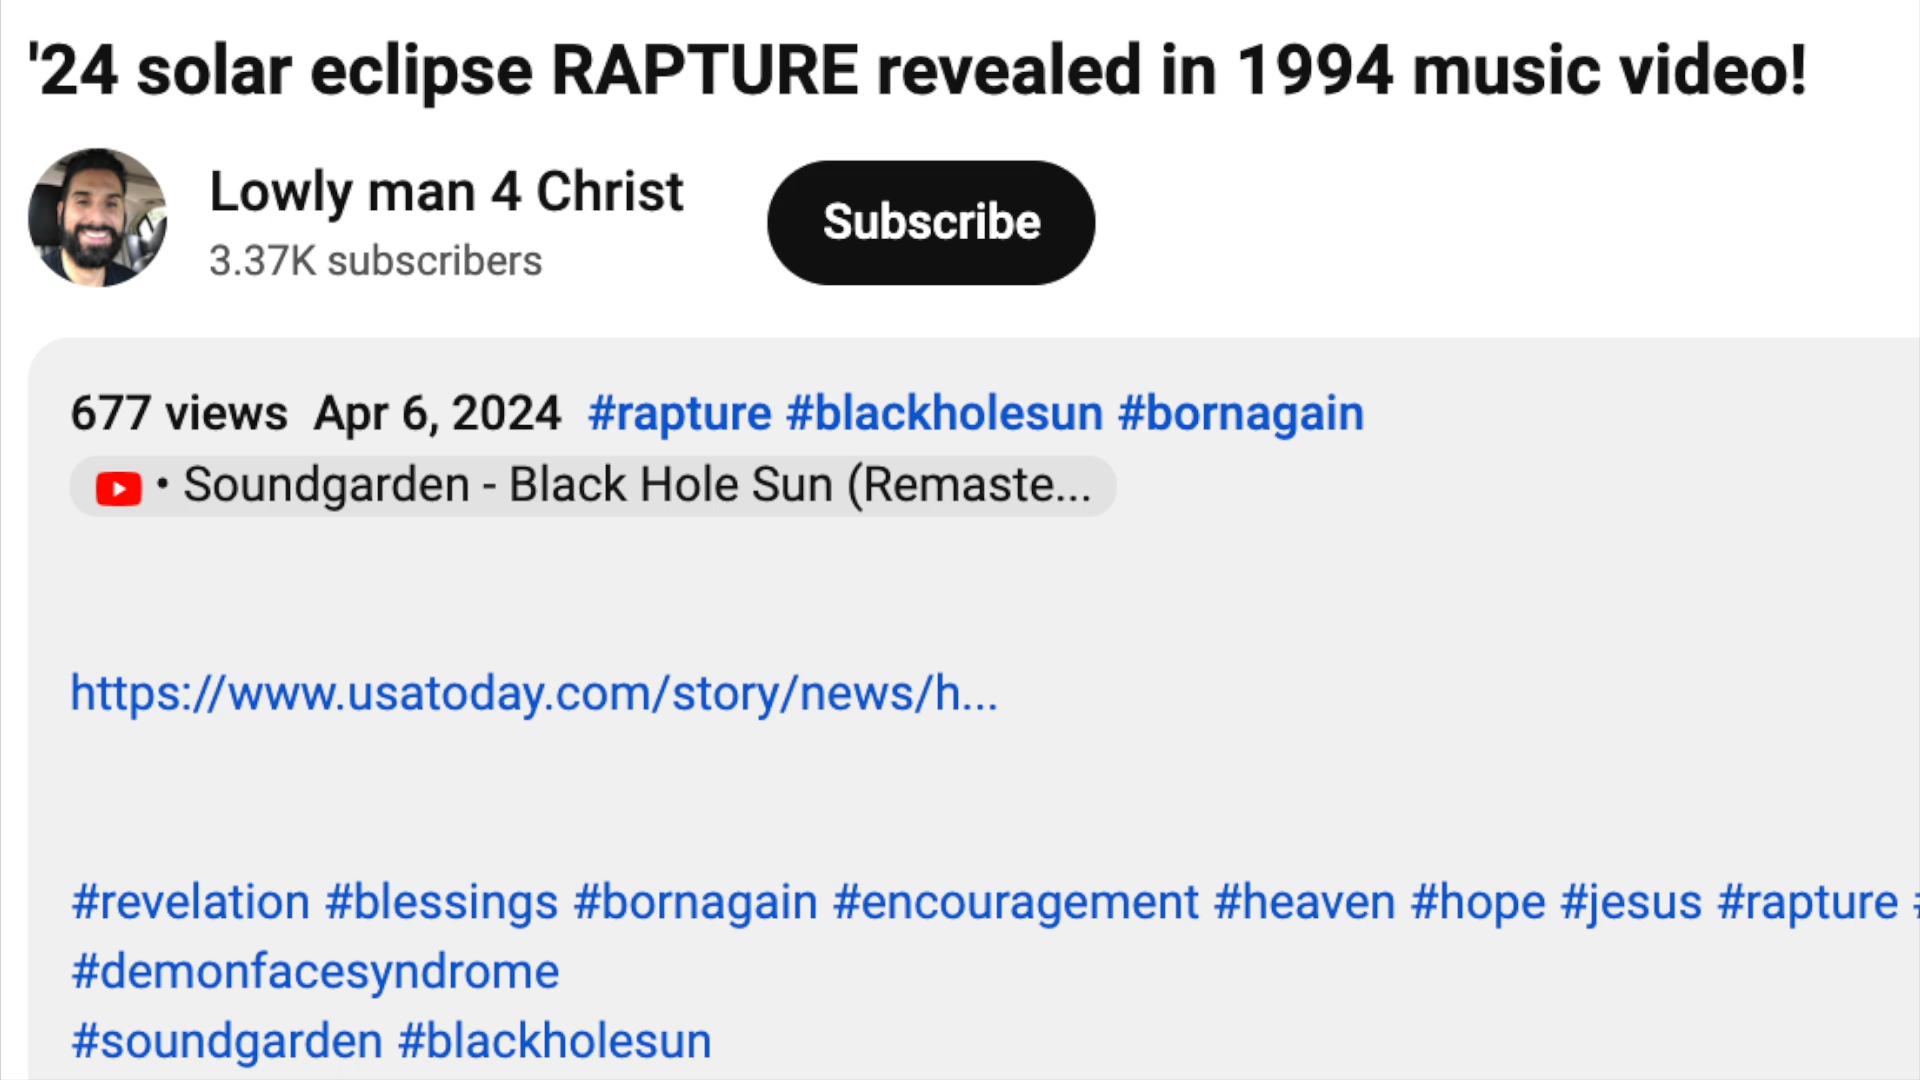 '24 solar eclipse RAPTURE revealed in 1994 music video!
Lowly man 4 Christ
Subscribe
3.37K subscribers
677 views Apr 6, 2024 #rapture #blackholesun #bornagain
• Soundgarden - Black Hole Sun (Remaste...
https://www.usatoday.com/story/news/h...
#revelation #blessings #bornagain #encouragement #heaven #hope #jesus #rapture #
#demonfacesyndrome
#soundgarden #blackholesun